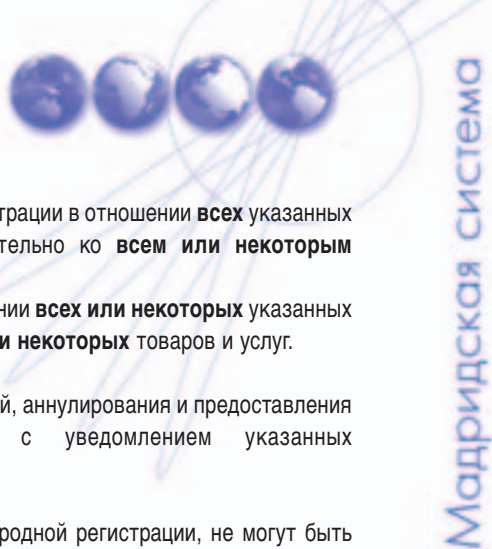 трации в отношении всех указанных
тельно ко всем или некоторым
нии всех или некоторых указанных
и некоторых товаров и услуг.
й, аннулирования и предоставления
с уведомлением указанных
родной регистрации, не могут быть
Мадридская система